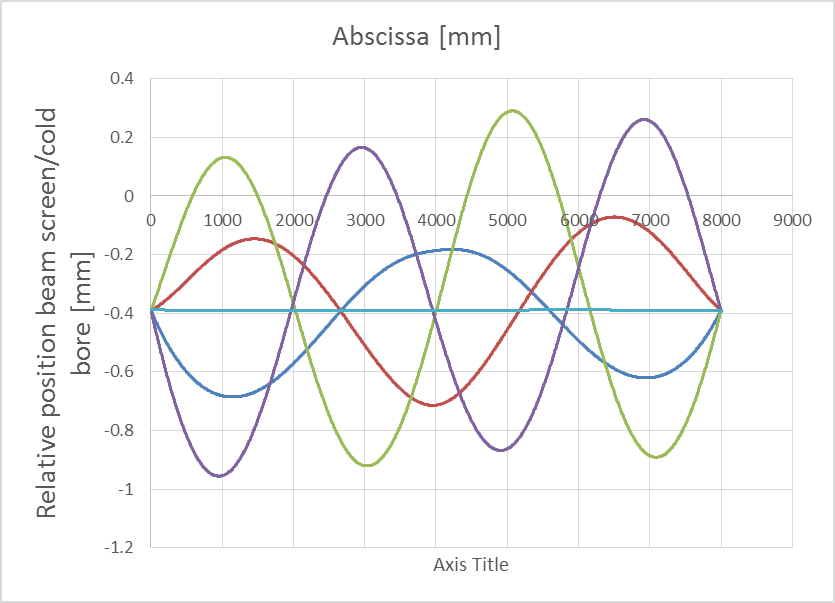 Abscissa [mm]
Relative position beam screen/cold
bore [mm]
0.4
0.2
0
-0.2
-0.4
-0.6
-0.8
-1
-1.2
0 1000 2000 3000 4000 5000 6000 7000 8000 9000
Axis Title